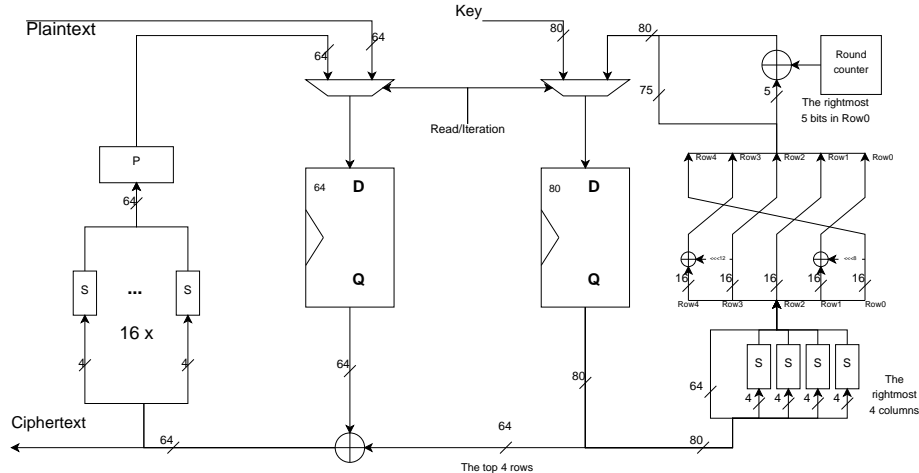 Plaintext
Key
64
64
80
80
Round
counter
75
5
The rightmost
5 bits in Row0
Read/Iteration
P
64
Row4
Row3
Row2
Row1
Row0
64
D
Q
80
D
Q
S
...
S
16 x
<<<12
<<<8
16
16
16
16
16
Row4
Row3
Row2
Row1
Row0
4
4
64
80
S
S
S
S
64
4
4
4
4
The
rightmost
4 columns
Ciphertext
64
64
80
The top 4 rows